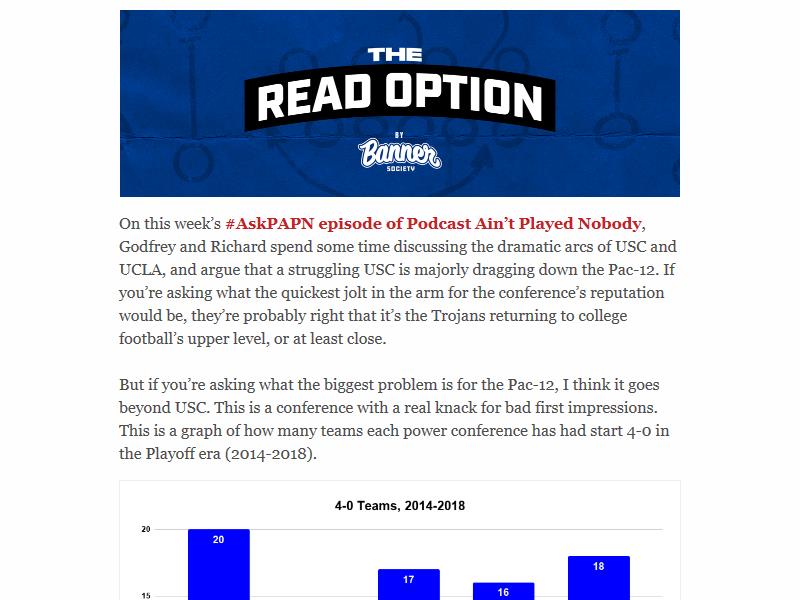 THE
READ OPTION
BY
Banner
SOCIETY
On this week’s #AskPAPN episode of Podcast Ain’t Played Nobody,
Godfrey and Richard spend some time discussing the dramatic arcs of USC and
UCLA, and argue that a struggling USC is majorly dragging down the Pac-12. If
you’re asking what the quickest jolt in the arm for the conference’s reputation
would be, they’re probably right that it’s the Trojans returning to college
football’s upper level, or at least close.
But if you’re asking what the biggest problem is for the Pac-12, I think it goes
beyond USC. This is a conference with a real knack for bad first impressions.
This is a graph of how many teams each power conference has had start 4-0 in
the Playoff era (2014-2018).
4-0 Teams, 2014-2018
20
20
18
17
16
15